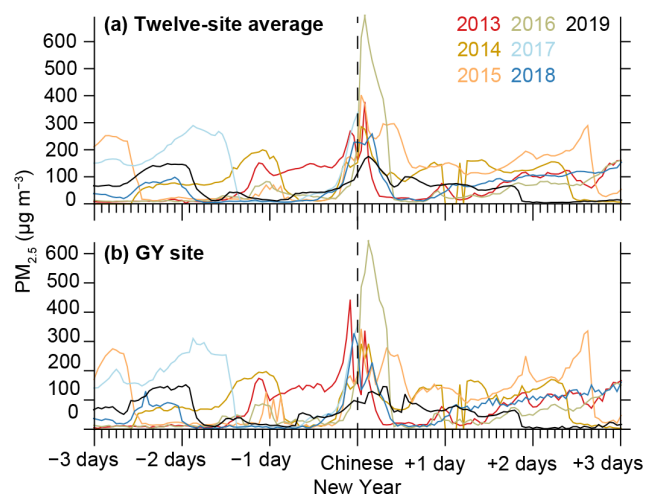 (a) Twelve-site average
2013 2016 2019
2014 2017
2015 2018
600
500
400
300
200
100
0
PM2.5 (μg m−3)
(b) GY site
600
500
400
300
200
100
0
−3 days −2 days −1 day Chinese +1 day +2 days +3 days
New Year